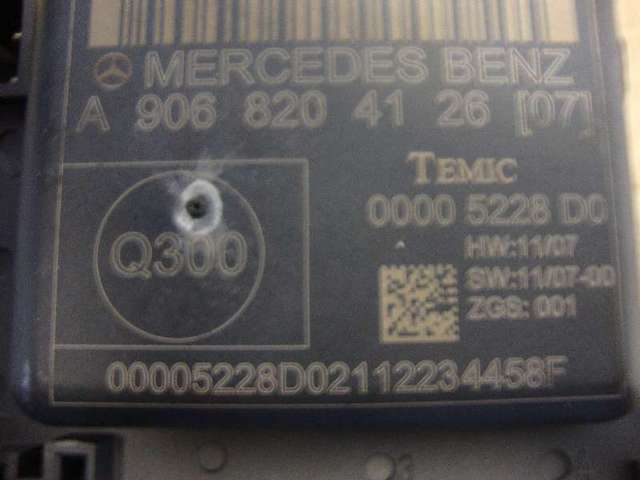 MERCEDES BENZ
A 906 820 41 26 [07]
TEMIC
0000 5228 D0
HW:11/07
SW:11/07-00
ZGS: 001
Q300
00005228D02112234458F
3